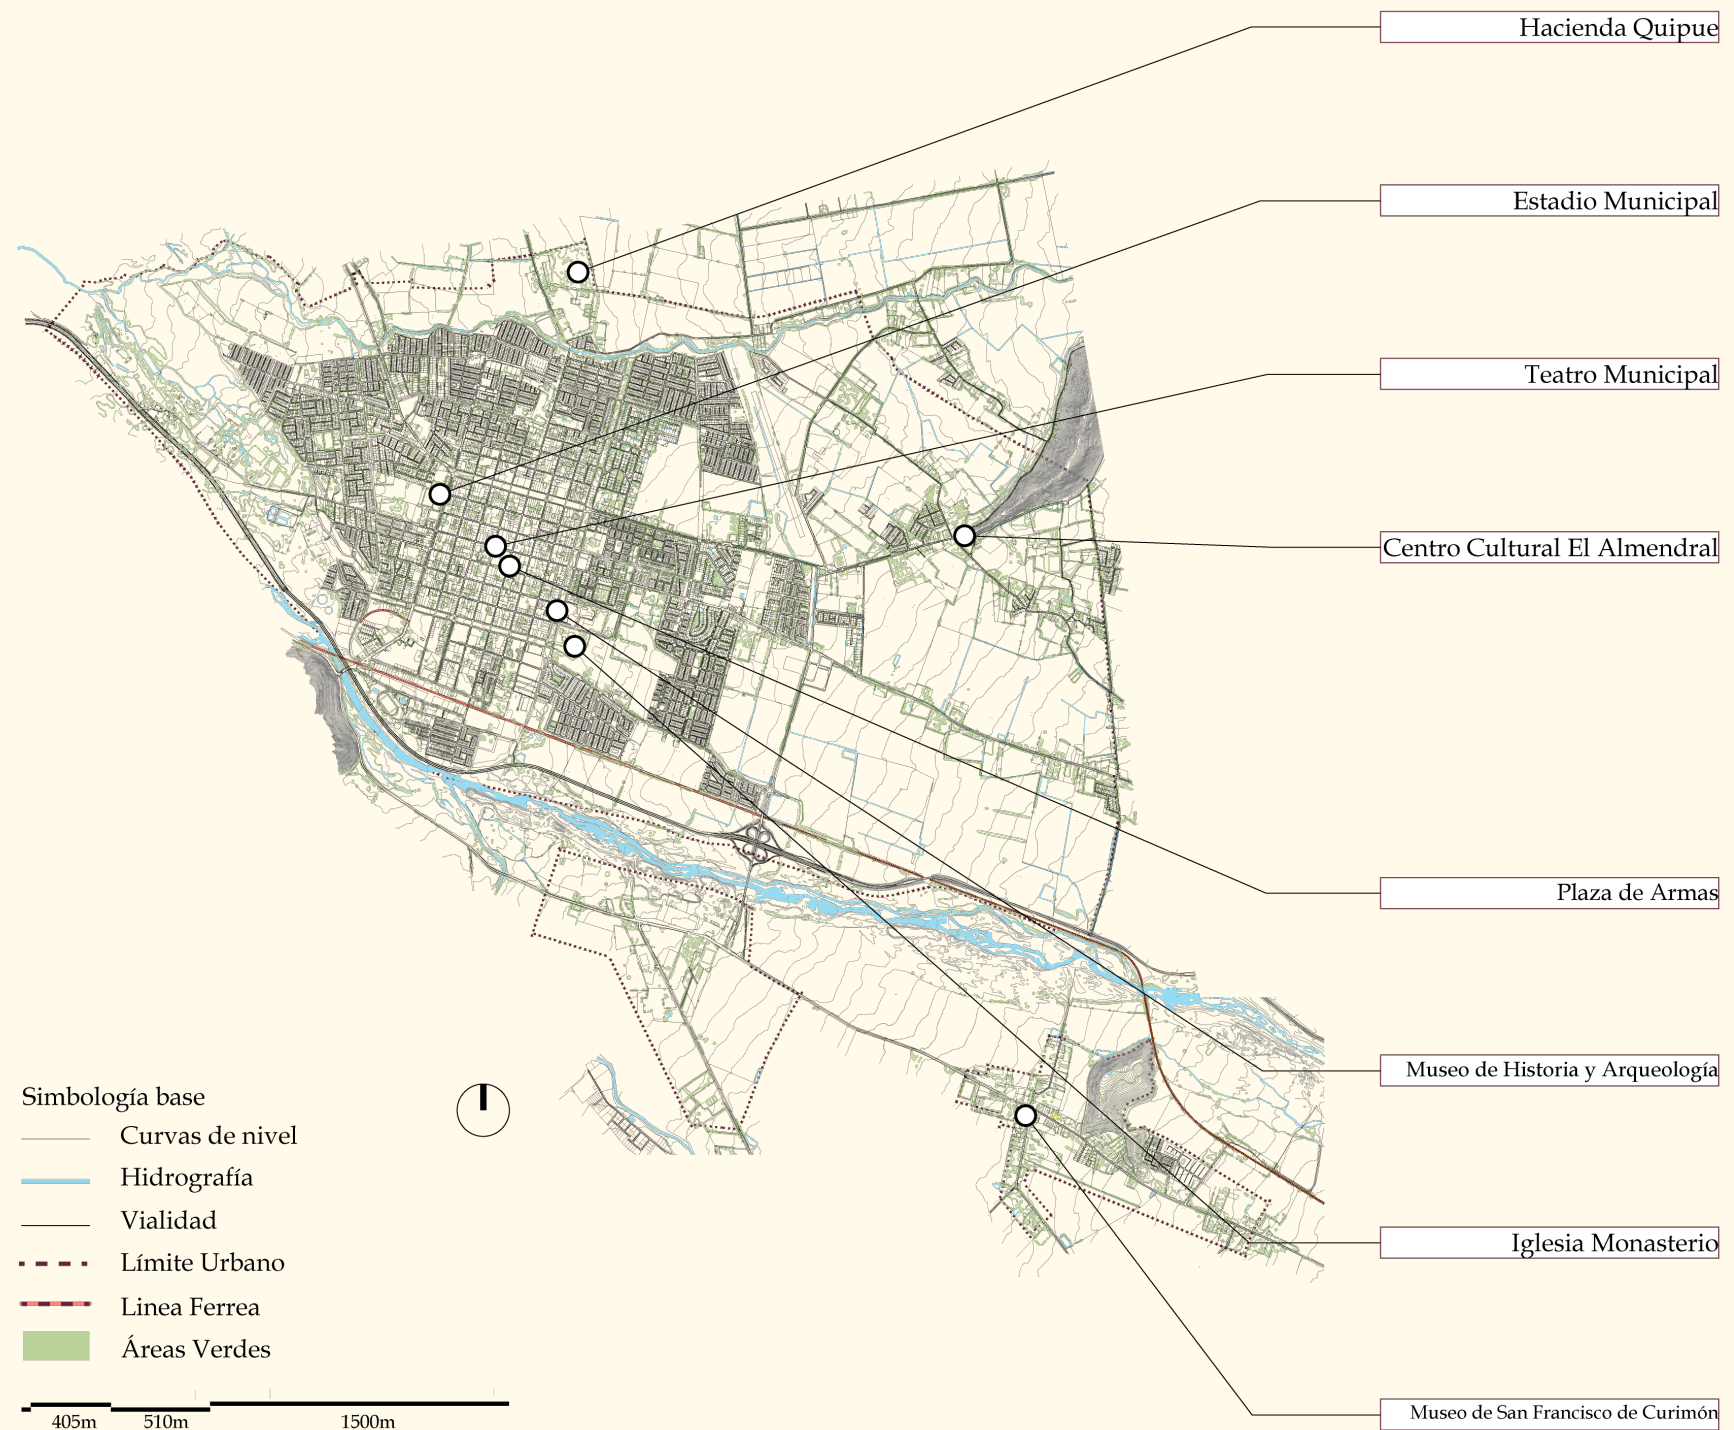 Hacienda Quipue
Estadio Municipal
Teatro Municipal
Centro Cultural El Almendral
Plaza de Armas
Museo de Historia y Arqueología
Iglesia Monasterio
Museo de San Francisco de Curimón
Simbología base
Curvas de nivel
Hidrografía
Vialidad
Límite Urbano
Linea Ferrea
Áreas Verdes
405m 510m 1500m